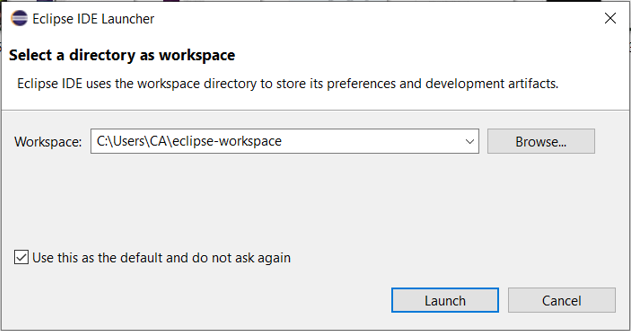 Eclipse IDE Launcher
Select a directory as workspace
Eclipse IDE uses the workspace directory to store its preferences and development artifacts.
Workspace: C:\Users\CA\eclipse-workspace Browse...
Use this as the default and do not ask again
Launch Cancel